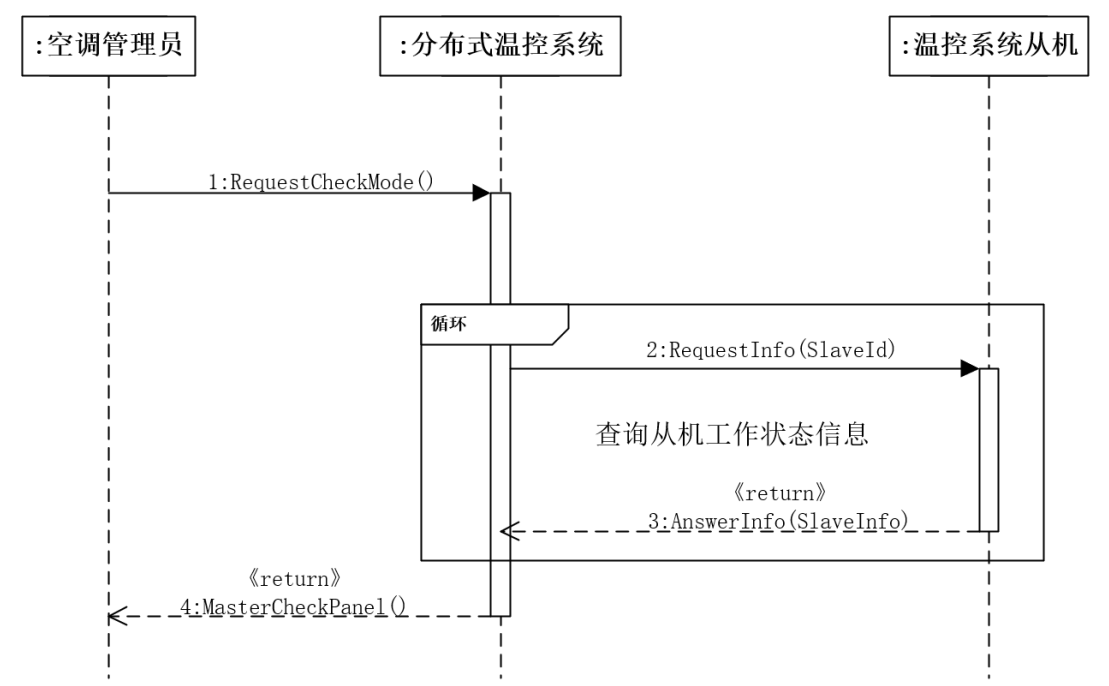 :空调管理员
:分布式温控系统
:温控系统从机
1:RequestCheckMode()
循环
2:RequestInfo(SlaveId)
查询从机工作状态信息
《return》
3:AnswerInfo(SlaveInfo)
《return》
4:MasterCheckPanel()